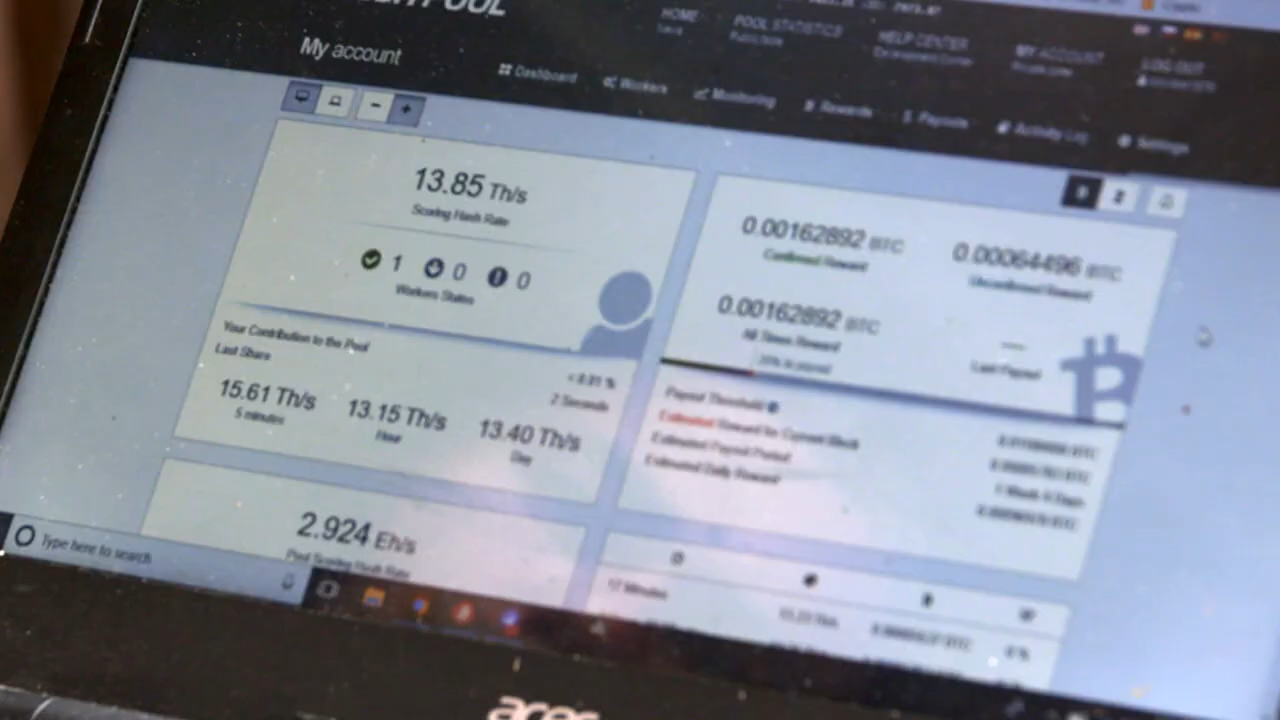 POOL
HOME
POOL STATISTICS
HELP CENTER
MY ACCOUNT
LOG OUT
My account
Dashboard
Workers
Monitoring
Rewards
Payouts
Activity Log
Settings
13.85 Th/s
Scoring Hash Rate
1 0 0
Workers States
Your Contribution to the Pool
< 0.01 %
Last Share
2 Seconds
15.61 Th/s 13.15 Th/s 13.40 Th/s
5 minutes Hour Day
0.00162892 BTC 0.00064496 BTC
Confirmed Reward Unconfirmed Reward
0.00162892 BTC
All Times Reward
Last Payout
Payout Threshold
Estimated Reward for Current Block
Estimated Payout Period
Estimated Daily Reward
2.924 Eh/s
Pool Scoring Hash Rate
17 Minutes
Type here to search
acer